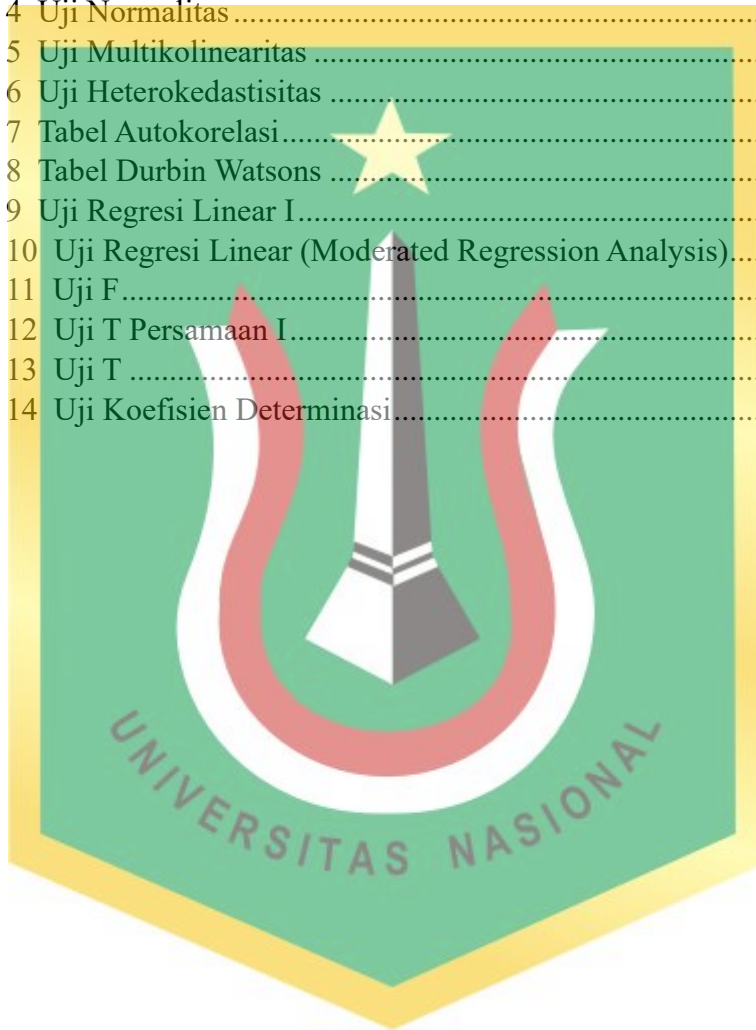 4 Uji Normalitas....................................................................
5 Uji Multikolinearitas .........................................................
6 Uji Heterokedastisitas .......................................................
7 Tabel Autokorelasi.............................................................
8 Tabel Durbin Watsons .......................................................
9 Uji Regresi Linear I...........................................................
10 Uji Regresi Linear (Moderated Regression Analysis)....
11 Uji F.................................................................................
12 Uji T Persamaan I...........................................................
13 Uji T ................................................................................
14 Uji Koefisien Determinasi..............................................
UNIVERSITAS NASIONAL